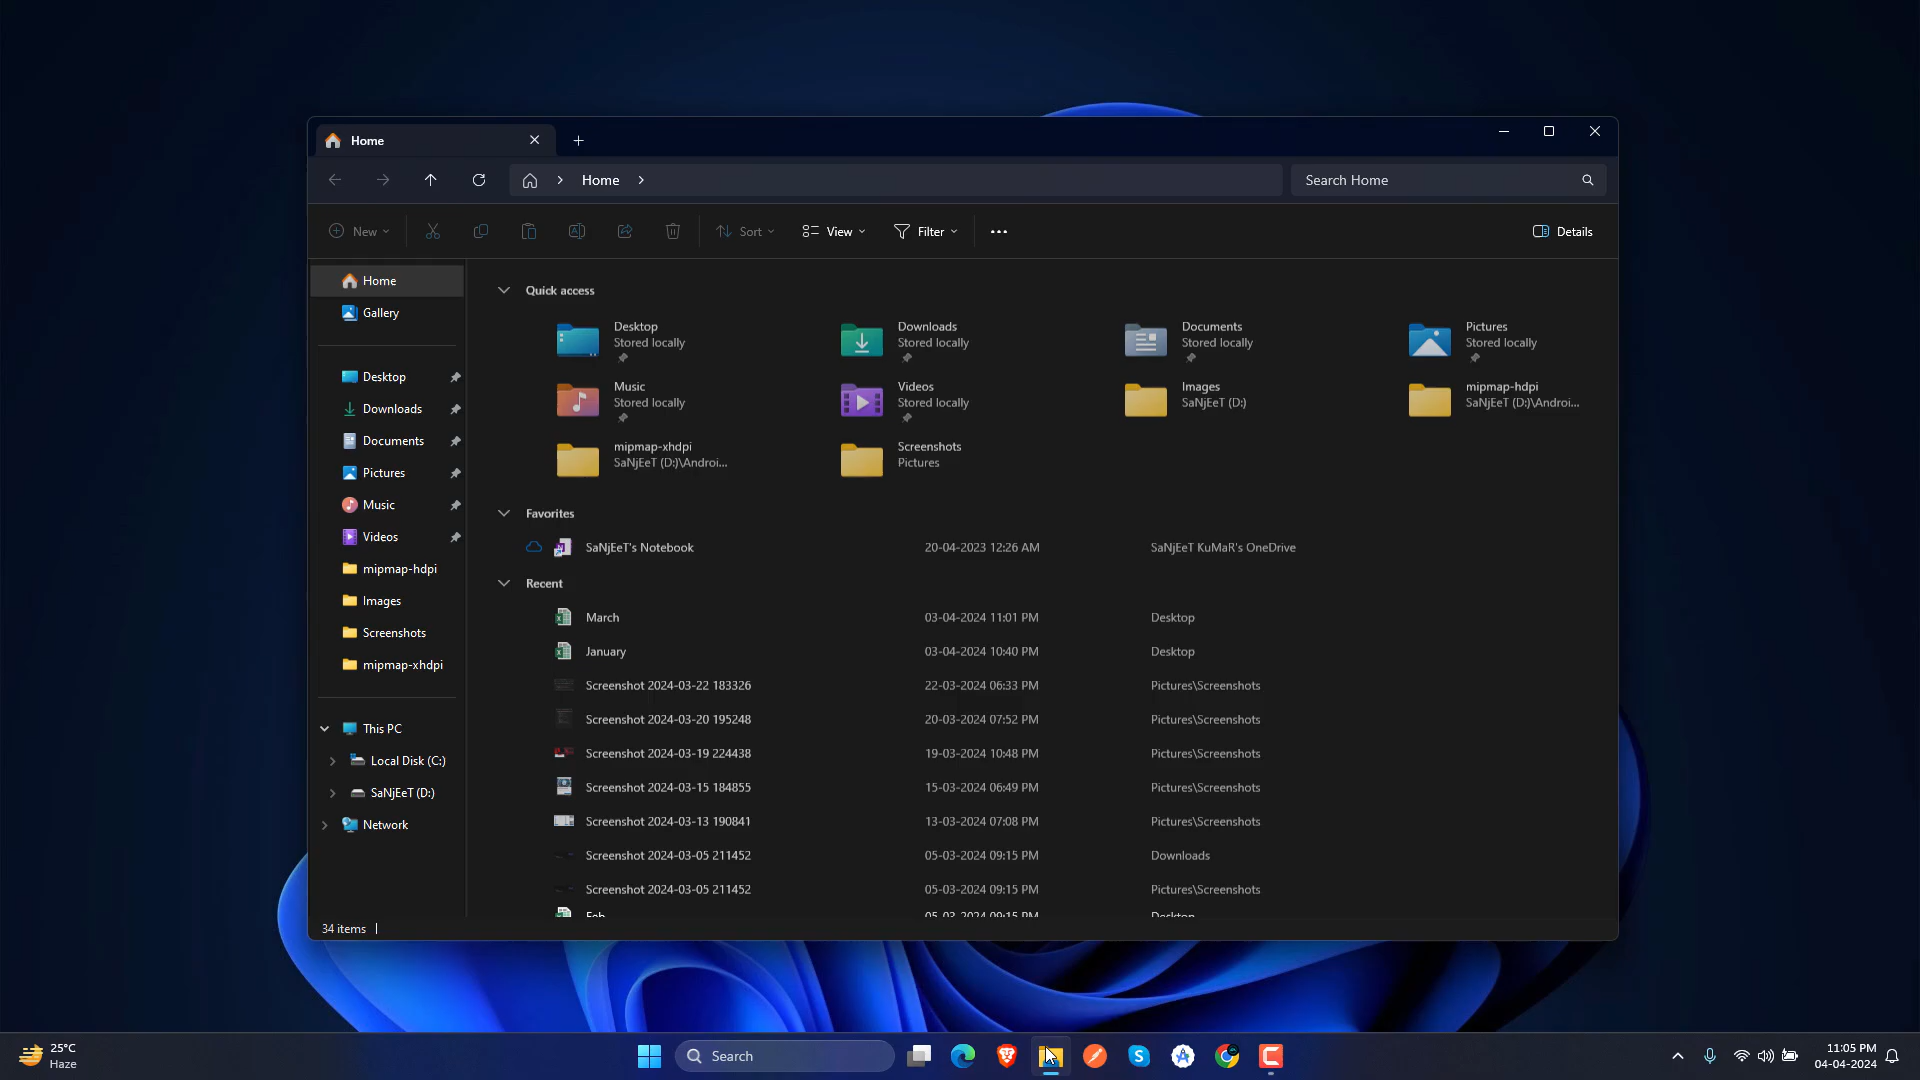 Home
Home
Search Home
New
Sort
View
Filter
Details
Home
Gallery
Desktop
Downloads
Documents
Pictures
Music
Videos
mipmap-hdpi
Images
Screenshots
mipmap-xhdpi
This PC
Local Disk (C:)
SaNjEeT (D:)
Network
Quick access
Desktop
Stored locally
Downloads
Stored locally
Documents
Stored locally
Pictures
Stored locally
Music
Stored locally
Videos
Stored locally
Images
SaNjEeT (D:)
mipmap-hdpi
SaNjEeT (D:)\Androi...
mipmap-xhdpi
SaNjEeT (D:)\Androi...
Screenshots
Pictures
Favorites
SaNjEeT's Notebook 20-04-2023 12:26 AM SaNjEeT KuMaR's OneDrive
Recent
March 03-04-2024 11:01 PM Desktop
January 03-04-2024 10:40 PM Desktop
Screenshot 2024-03-22 183326 22-03-2024 06:33 PM Pictures\Screenshots
Screenshot 2024-03-20 195248 20-03-2024 07:52 PM Pictures\Screenshots
Screenshot 2024-03-19 224438 19-03-2024 10:48 PM Pictures\Screenshots
Screenshot 2024-03-15 184855 15-03-2024 06:49 PM Pictures\Screenshots
Screenshot 2024-03-13 190841 13-03-2024 07:08 PM Pictures\Screenshots
Screenshot 2024-03-05 211452 05-03-2024 09:15 PM Downloads
Screenshot 2024-03-05 211452 05-03-2024 09:15 PM Pictures\Screenshots
Feb 05-03-2024 09:15 PM Desktop
34 items
25°C
Haze
Search
11:05 PM
04-04-2024